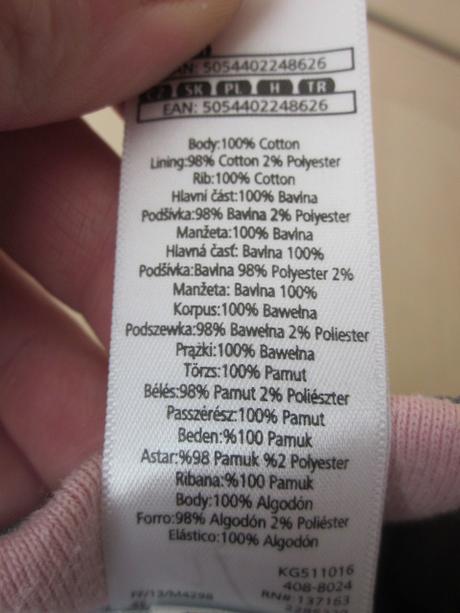 EAN: 5054402248626
CZ SK PL H TR
EAN: 5054402248626
Body:100% Cotton
Lining:98% Cotton 2% Polyester
Rib:100% Cotton
Hlavní část:100% Bavlna
Podšívka:98% Bavlna 2% Polyester
Manžeta:100% Bavlna
Hlavná časť: Bavlna 100%
Podšívka:Bavlna 98% Polyester 2%
Manžeta: Bavlna 100%
Korpus:100% Bawełna
Podszewka:98% Bawełna 2% Poliester
Prążki:100% Bawełna
Törzs:100% Pamut
Bélés:98% Pamut 2% Poliészter
Passzérész:100% Pamut
Beden:%100 Pamuk
Astar:%98 Pamuk %2 Polyester
Ribana:%100 Pamuk
Body:100% Algodón
Forro:98% Algodón 2% Poliéster
Elástico:100% Algodón
KG511016
408-8024
FF/13/M4298 RN#: 137163